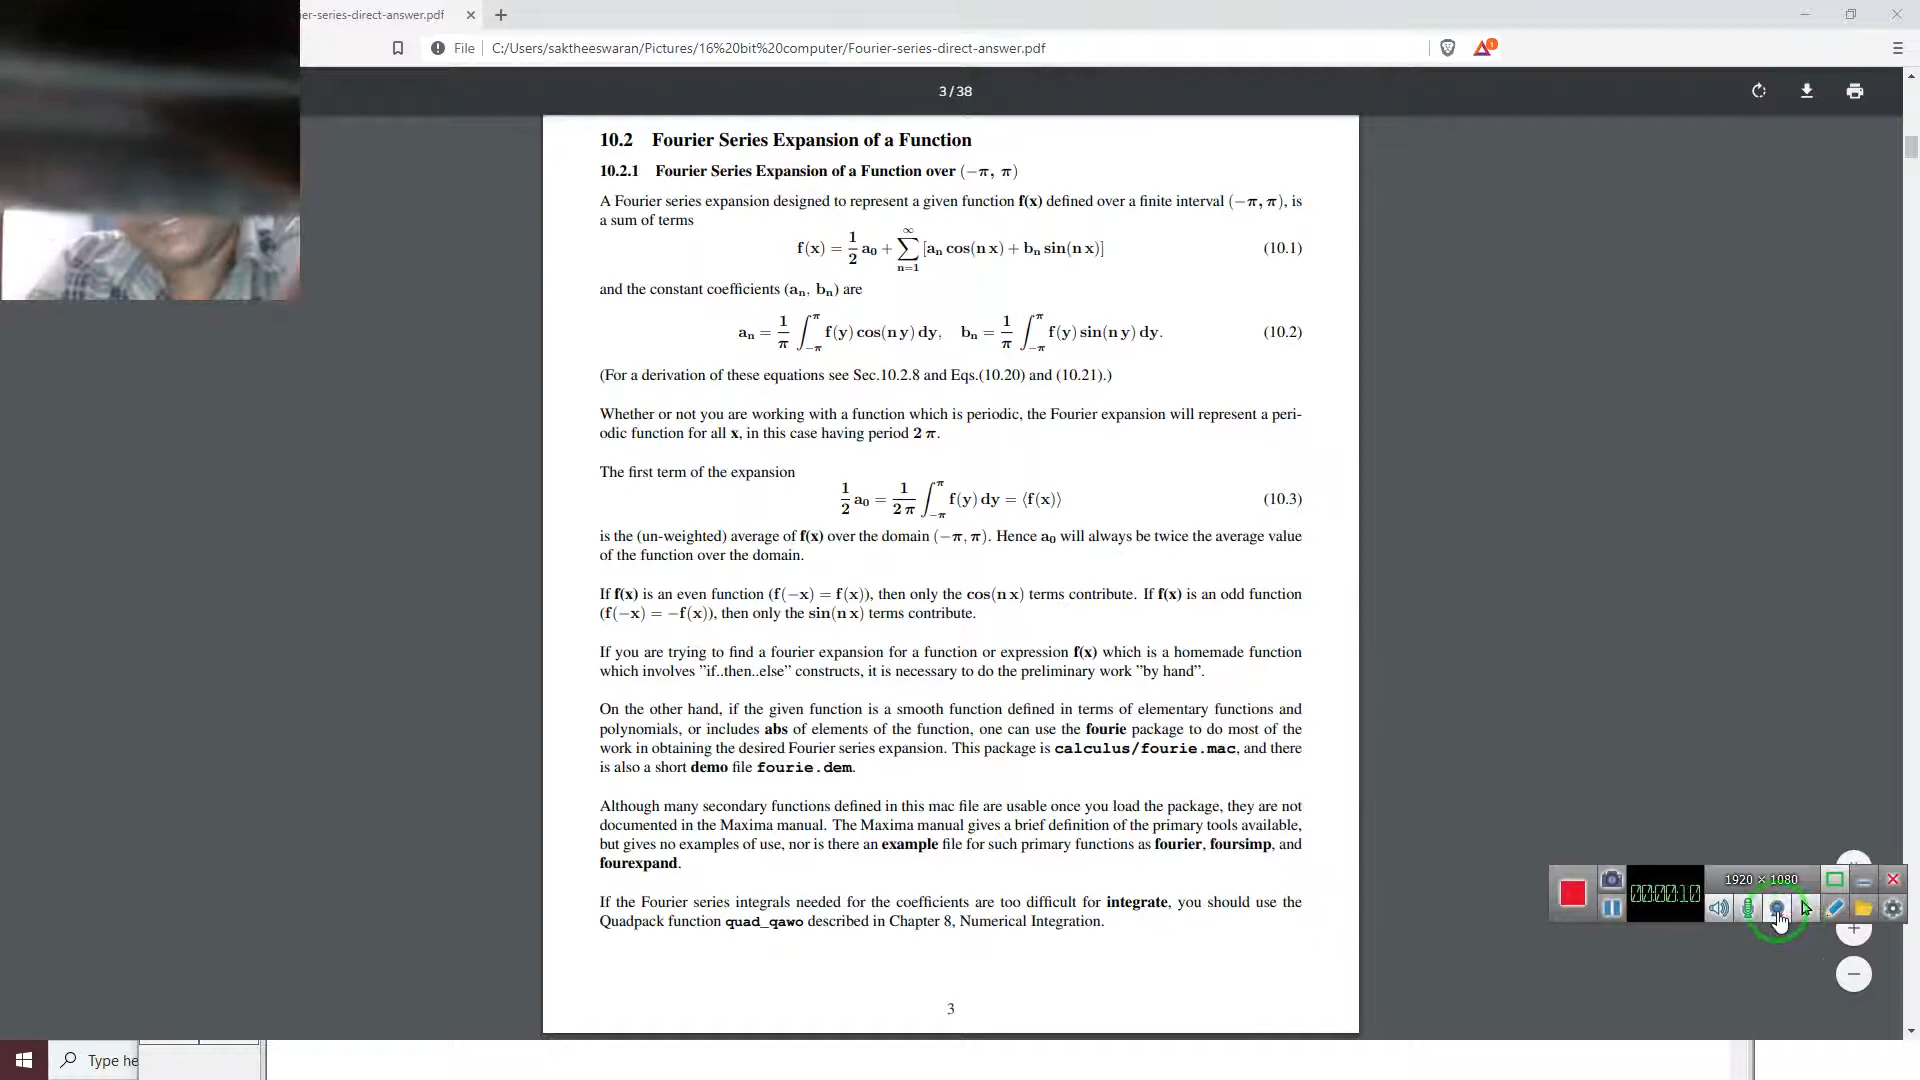 ier-series-direct-answer.pdf
File C:/Users/saktheeswaran/Pictures/16%20bit%20computer/Fourier-series-direct-answer.pdf
1
3 / 38
10.2 Fourier Series Expansion of a Function
10.2.1 Fourier Series Expansion of a Function over (−π, π)
A Fourier series expansion designed to represent a given function f(x) defined over a finite interval (−π, π), is
a sum of terms
f(x) = 1/2 a₀ + ∑_{n=1}^{∞} [aₙ cos(n x) + bₙ sin(n x)] (10.1)
and the constant coefficients (aₙ, bₙ) are
aₙ = 1/π ∫_{−π}^{π} f(y) cos(n y) dy, bₙ = 1/π ∫_{−π}^{π} f(y) sin(n y) dy. (10.2)
(For a derivation of these equations see Sec.10.2.8 and Eqs.(10.20) and (10.21).)
Whether or not you are working with a function which is periodic, the Fourier expansion will represent a peri-
odic function for all x, in this case having period 2 π.
The first term of the expansion
1/2 a₀ = 1/(2 π) ∫_{−π}^{π} f(y) dy = ⟨f(x)⟩ (10.3)
is the (un-weighted) average of f(x) over the domain (−π, π). Hence a₀ will always be twice the average value
of the function over the domain.
If f(x) is an even function (f(−x) = f(x)), then only the cos(n x) terms contribute. If f(x) is an odd function
(f(−x) = −f(x)), then only the sin(n x) terms contribute.
If you are trying to find a fourier expansion for a function or expression f(x) which is a homemade function
which involves ”if..then..else” constructs, it is necessary to do the preliminary work ”by hand”.
On the other hand, if the given function is a smooth function defined in terms of elementary functions and
polynomials, or includes abs of elements of the function, one can use the fourie package to do most of the
work in obtaining the desired Fourier series expansion. This package is calculus/fourie.mac, and there
is also a short demo file fourie.dem.
Although many secondary functions defined in this mac file are usable once you load the package, they are not
documented in the Maxima manual. The Maxima manual gives a brief definition of the primary tools available,
but gives no examples of use, nor is there an example file for such primary functions as fourier, foursimp, and
fourexpand.
If the Fourier series integrals needed for the coefficients are too difficult for integrate, you should use the
Quadpack function quad_qawo described in Chapter 8, Numerical Integration.
3
1920 × 1080
00:00:10
Type he